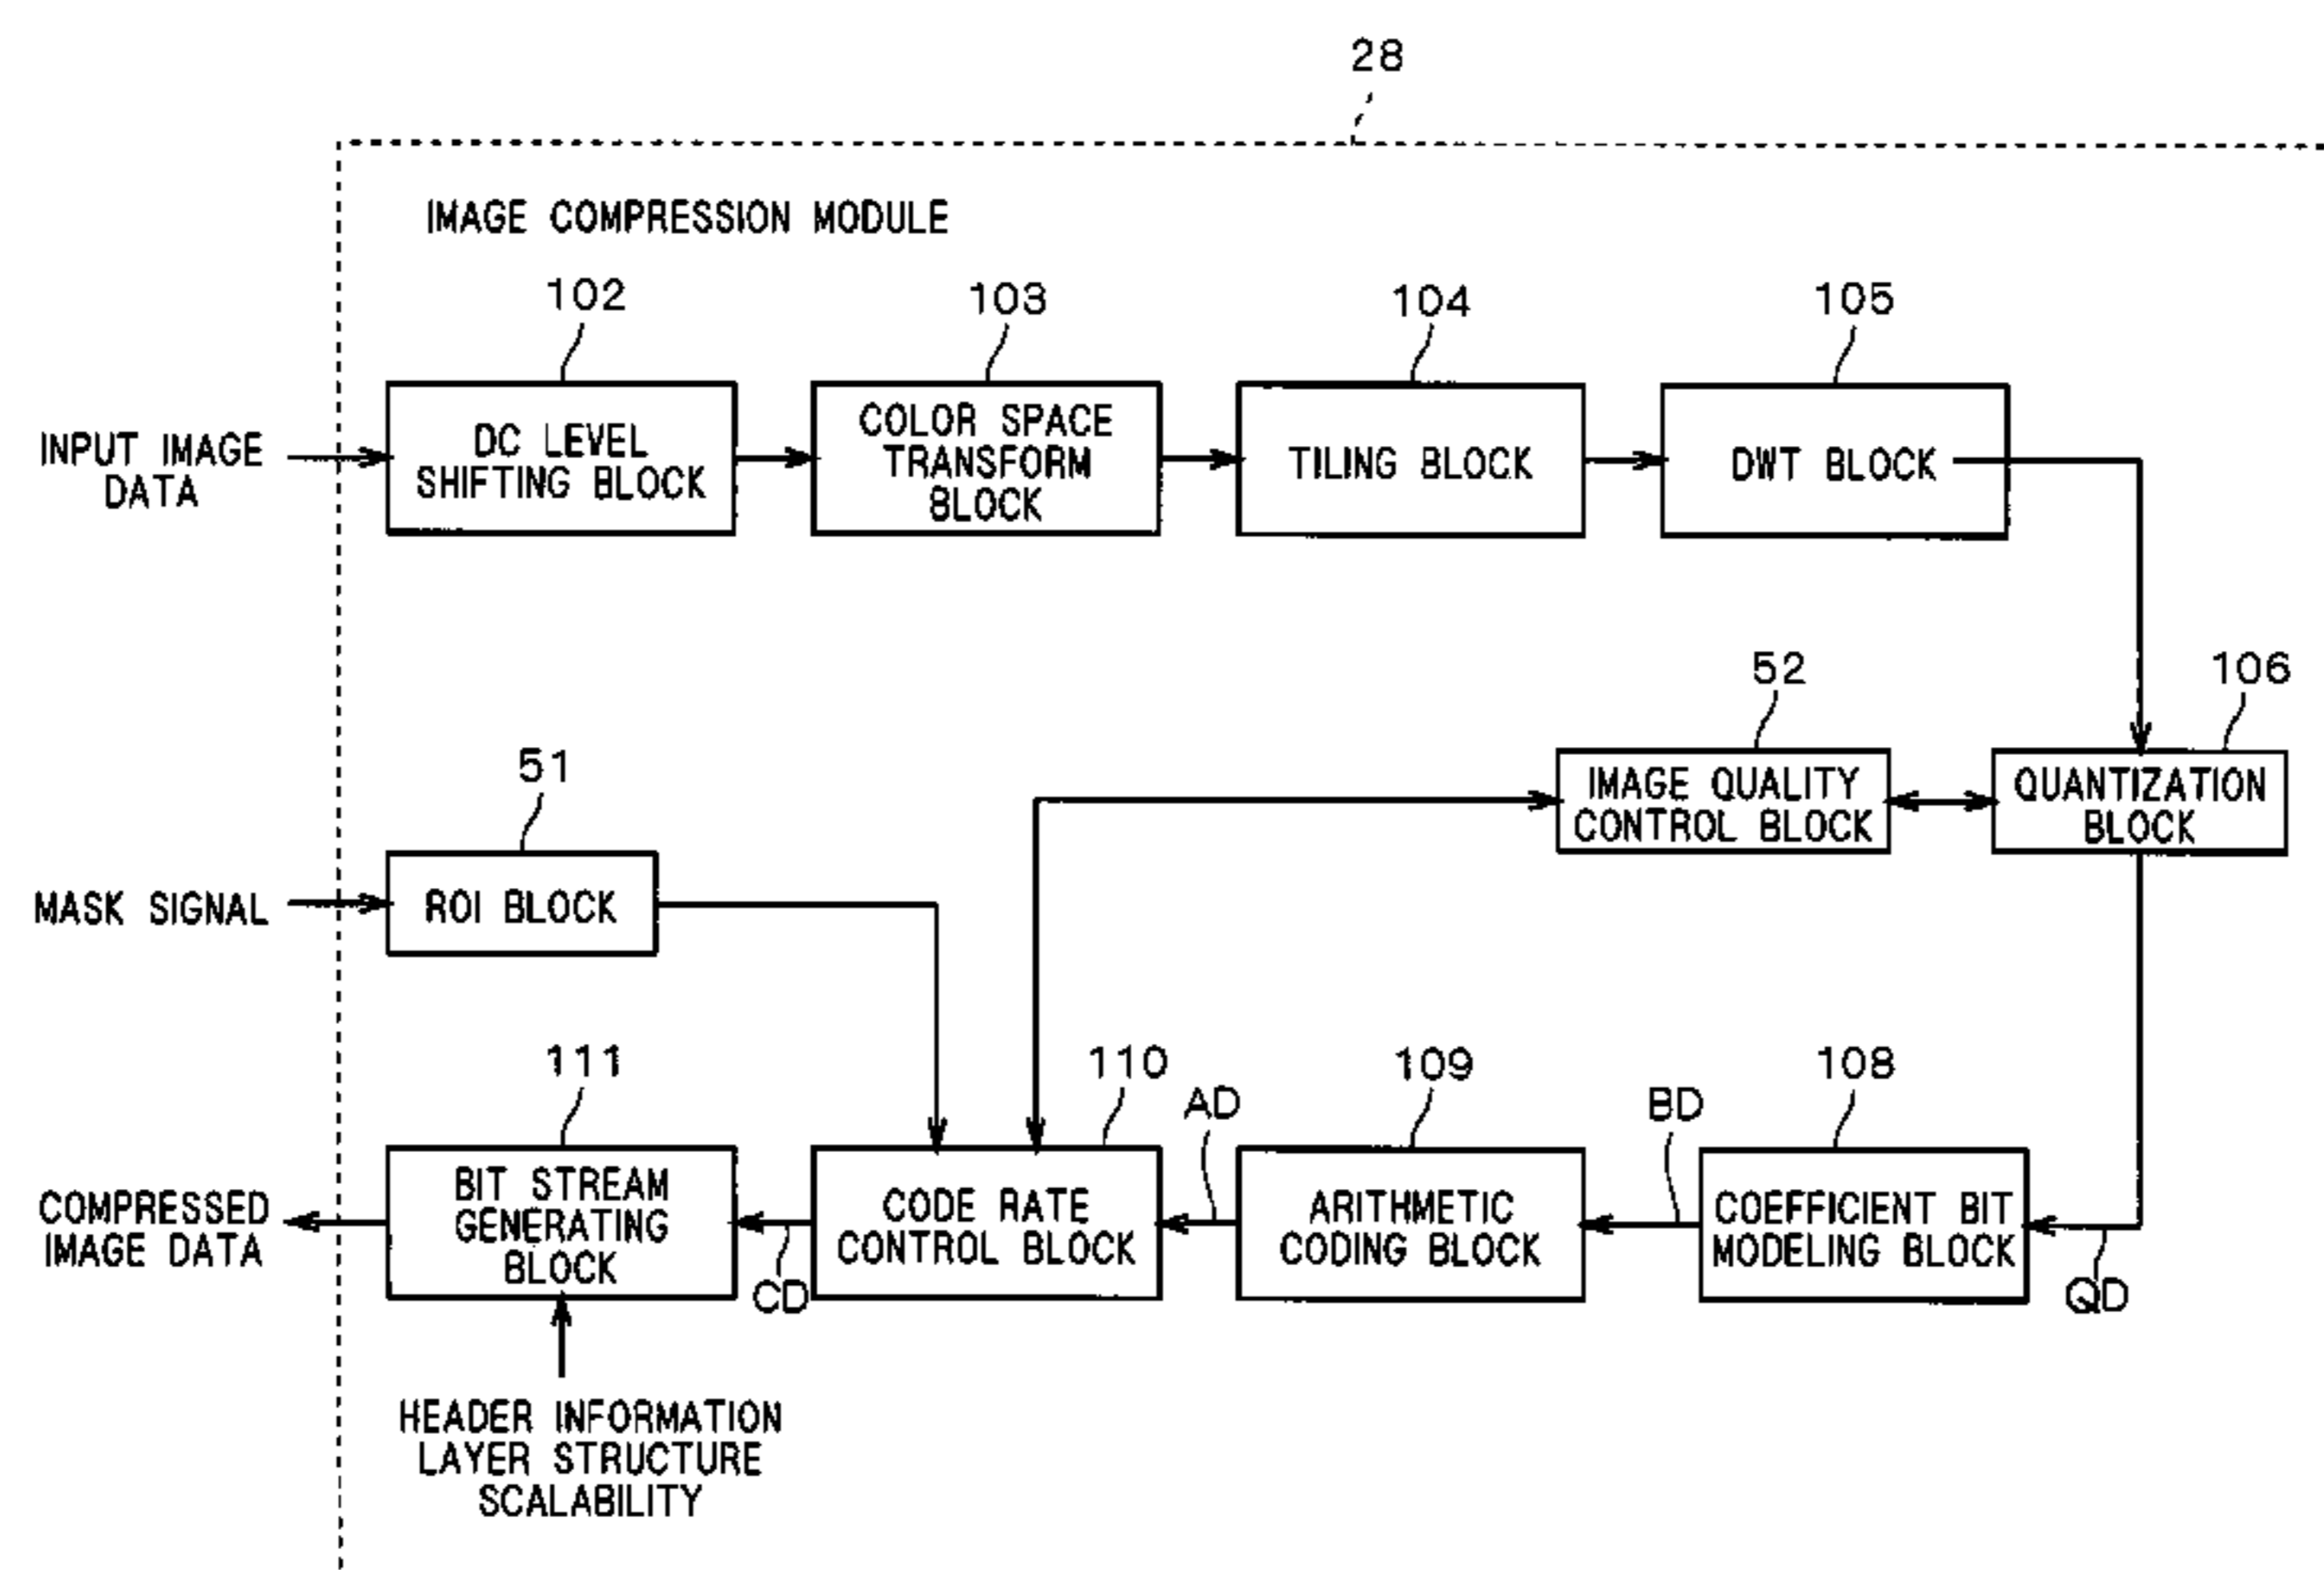 28
IMAGE COMPRESSION MODULE
102
103
104
105
INPUT IMAGE
DATA
DC LEVEL
SHIFTING BLOCK
COLOR SPACE
TRANSFORM
BLOCK
TILING BLOCK
DWT BLOCK
52
106
IMAGE QUALITY
CONTROL BLOCK
QUANTIZATION
BLOCK
51
MASK SIGNAL
ROI BLOCK
111
110
AD
109
BD
108
COMPRESSED
IMAGE DATA
BIT STREAM
GENERATING
BLOCK
CD
CODE RATE
CONTROL BLOCK
ARITHMETIC
CODING BLOCK
COEFFICIENT BIT
MODELING BLOCK
QD
HEADER INFORMATION
LAYER STRUCTURE
SCALABILITY